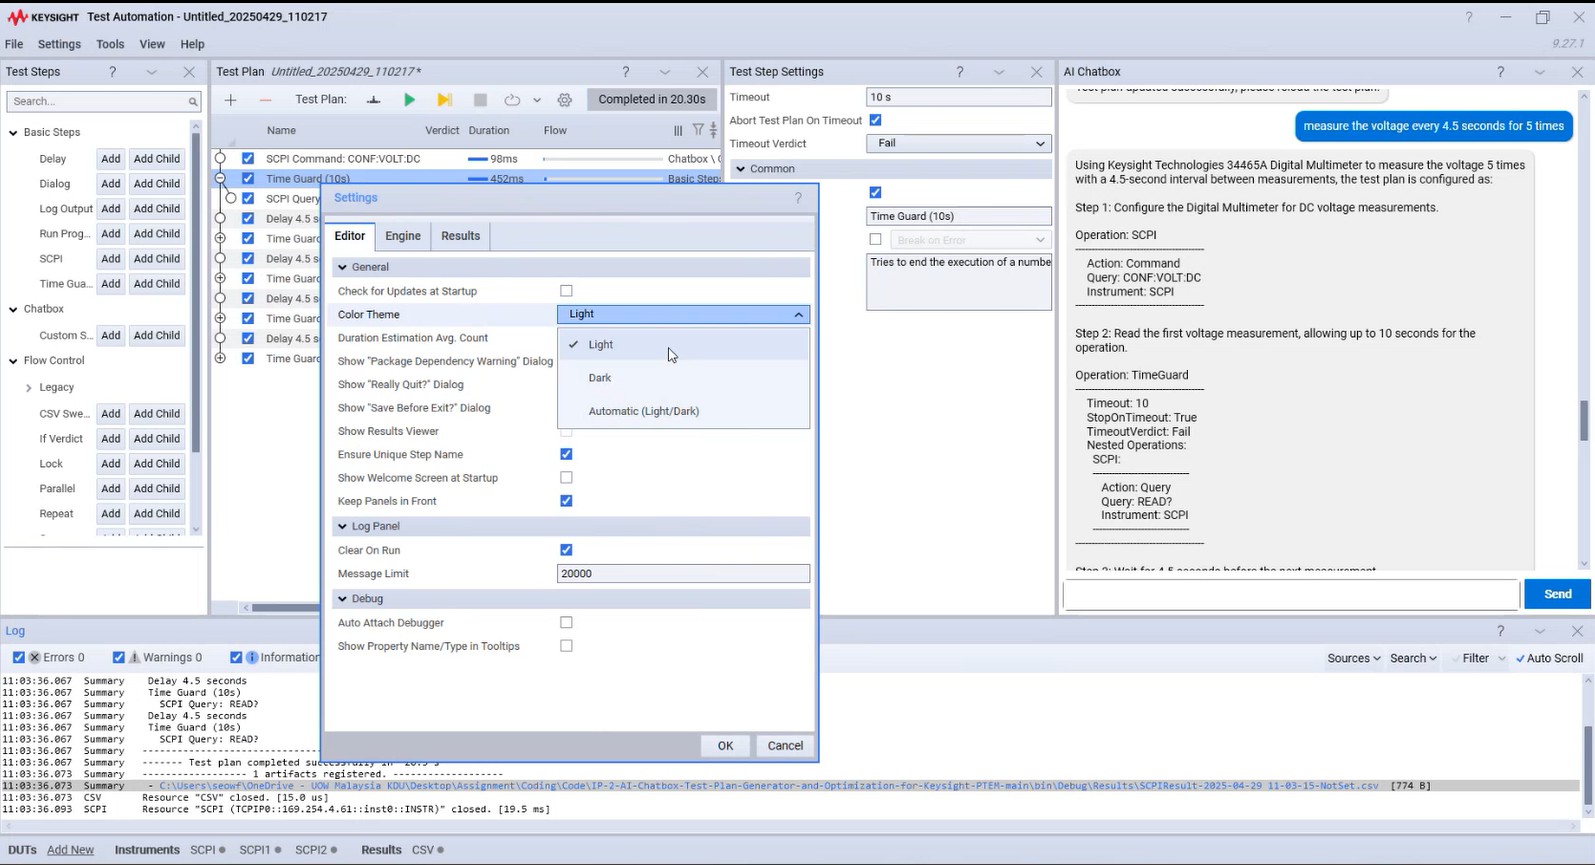 KEYSIGHT Test Automation - Untitled_20250429_110217
File Settings Tools View Help
9.27.1
Test Steps
Search...
Basic Steps
Delay Add Add Child
Dialog Add Add Child
Log Output Add Add Child
Run Prog... Add Add Child
SCPI Add Add Child
Time Gua... Add Add Child
Chatbox
Custom S... Add Add Child
Flow Control
Legacy
CSV Swe... Add Add Child
If Verdict Add Add Child
Lock Add Add Child
Parallel Add Add Child
Repeat Add Add Child
Test Plan Untitled_20250429_110217*
Test Plan: Completed in 20.30s
Name Verdict Duration Flow
SCPI Command: CONF:VOLT:DC 98ms Chatbox \
Time Guard (10s) 452ms Basic Steps
SCPI Query
Delay 4.5 s
Time Guard
Delay 4.5 s
Time Guard
Delay 4.5 s
Time Guard
Delay 4.5 s
Time Guard
Settings
Editor Engine Results
General
Check for Updates at Startup
Color Theme Light
Light
Dark
Automatic (Light/Dark)
Duration Estimation Avg. Count
Show "Package Dependency Warning" Dialog
Show "Really Quit?" Dialog
Show "Save Before Exit?" Dialog
Show Results Viewer
Ensure Unique Step Name
Show Welcome Screen at Startup
Keep Panels in Front
Log Panel
Clear On Run
Message Limit 20000
Debug
Auto Attach Debugger
Show Property Name/Type in Tooltips
OK Cancel
Test Step Settings
Timeout 10 s
Abort Test Plan On Timeout
Timeout Verdict Fail
Common
Time Guard (10s)
Break on Error
Tries to end the execution of a numbe
AI Chatbox
Test plan updated successfully, please reload the test plan.
measure the voltage every 4.5 seconds for 5 times
Using Keysight Technologies 34465A Digital Multimeter to measure the voltage 5 times
with a 4.5-second interval between measurements, the test plan is configured as:
Step 1: Configure the Digital Multimeter for DC voltage measurements.
Operation: SCPI
Action: Command
Query: CONF:VOLT:DC
Instrument: SCPI
Step 2: Read the first voltage measurement, allowing up to 10 seconds for the
operation.
Operation: TimeGuard
Timeout: 10
StopOnTimeout: True
TimeoutVerdict: Fail
Nested Operations:
SCPI:
Action: Query
Query: READ?
Instrument: SCPI
Step 3: Wait for 4.5 seconds before the next measurement.
Send
Log
Errors 0 Warnings 0 Information
Sources Search Filter Auto Scroll
11:03:36.067 Summary Delay 4.5 seconds
11:03:36.067 Summary Time Guard (10s)
11:03:36.067 Summary SCPI Query: READ?
11:03:36.067 Summary Delay 4.5 seconds
11:03:36.067 Summary Time Guard (10s)
11:03:36.067 Summary SCPI Query: READ?
11:03:36.067 Summary --------------------------
11:03:36.067 Summary ------- Test plan completed successfully in
11:03:36.073 Summary ----------------- 1 artifacts registered. ------------------
11:03:36.073 Summary - C:\Users\seowf\OneDrive - UOW Malaysia KDU\Desktop\Assignment\Coding\Code\IP-2-AI-Chatbox-Test-Plan-Generator-and-Optimization-for-Keysight-PTEM-main\bin\Debug\Results\SCPIResult-2025-04-29 11-03-15-NotSet.csv [774 B]
11:03:36.073 CSV Resource "CSV" closed. [15.0 us]
11:03:36.093 SCPI Resource "SCPI (TCPIP0::169.254.4.61::inst0::INSTR)" closed. [19.5 ms]
DUTs Add New Instruments SCPI SCPI1 SCPI2 Results CSV